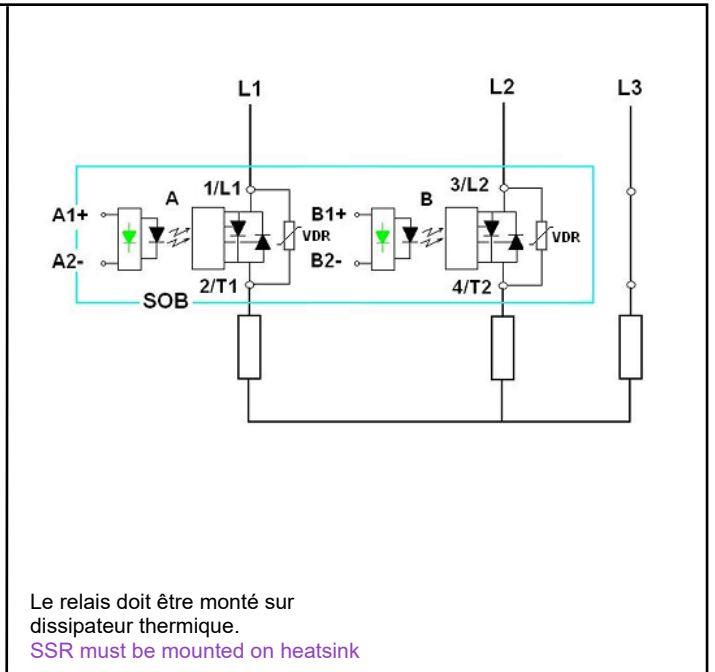 L1
L2
L3
1/L1
3/L2
A
B
A1+
B1+
VDR
VDR
A2-
B2-
2/T1
4/T2
SOB
Le relais doit être monté sur
dissipateur thermique.
SSR must be mounted on heatsink